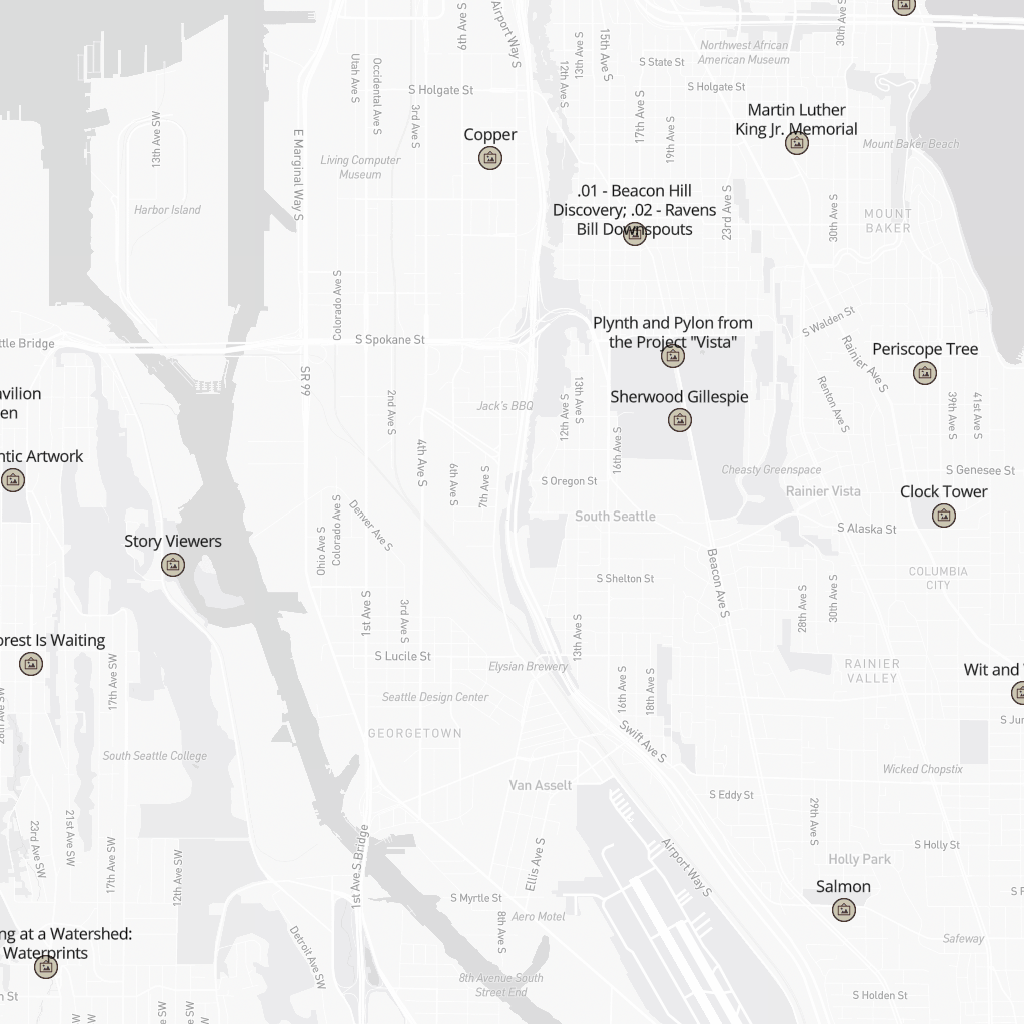 49th Ave S
Airport Way S
15th Ave S
13th Ave S
12th Ave S
30th Ave S
Utah Ave S
Occidental Ave S
3rd Ave S
S Holgate St
S State St
Northwest African
American Museum
S Holgate St
17th Ave S
19th Ave S
Martin Luther
King Jr. Memorial
Mount Baker Beach
13th Ave SW
E Marginal Way S
Copper
Living Computer
Museum
Harbor Island
.01 - Beacon Hill
Discovery; .02 - Ravens
Bill Downspouts
23rd Ave S
30th Ave S
MOUNT
BAKER
Colorado Ave S
S Spokane St
ttle Bridge
Plynth and Pylon from
the Project "Vista"
S Walden St
Rainier Ave S
Periscope Tree
SR 99
avilion
en
2nd Ave S
Jack's BBQ
12th Ave S
13th Ave S
Sherwood Gillespie
Renton Ave S
39th Ave S
41st Ave S
ntic Artwork
4th Ave S
6th Ave S
7th Ave S
16th Ave S
S Oregon St
Cheasty Greenspace
S Genesee St
Rainier Vista
Clock Tower
South Seattle
S Alaska St
Story Viewers
Ohio Ave S
Colorado Ave S
Denver Ave S
S Shelton St
Beacon Ave S
COLUMBIA
CITY
28th Ave S
30th Ave S
1st Ave S
3rd Ave S
13th Ave S
orest Is Waiting
S Lucile St
Elysian Brewery
RAINIER
VALLEY
Wit and
17th Ave SW
16th Ave S
18th Ave S
Seattle Design Center
GEORGETOWN
Swift Ave S
S Jun
South Seattle College
Wicked Chopstix
Van Asselt
S Eddy St
29th Ave S
S Holly St
Holly Park
23rd Ave SW
21st Ave SW
17th Ave SW
12th Ave SW
1st Ave S Bridge
Ellis Ave S
Airport Way S
Salmon
S Myrtle St
Aero Motel
8th Ave S
Safeway
ng at a Watershed:
Waterprints
Detroit Ave SW
8th Avenue South
Street End
S Holden St